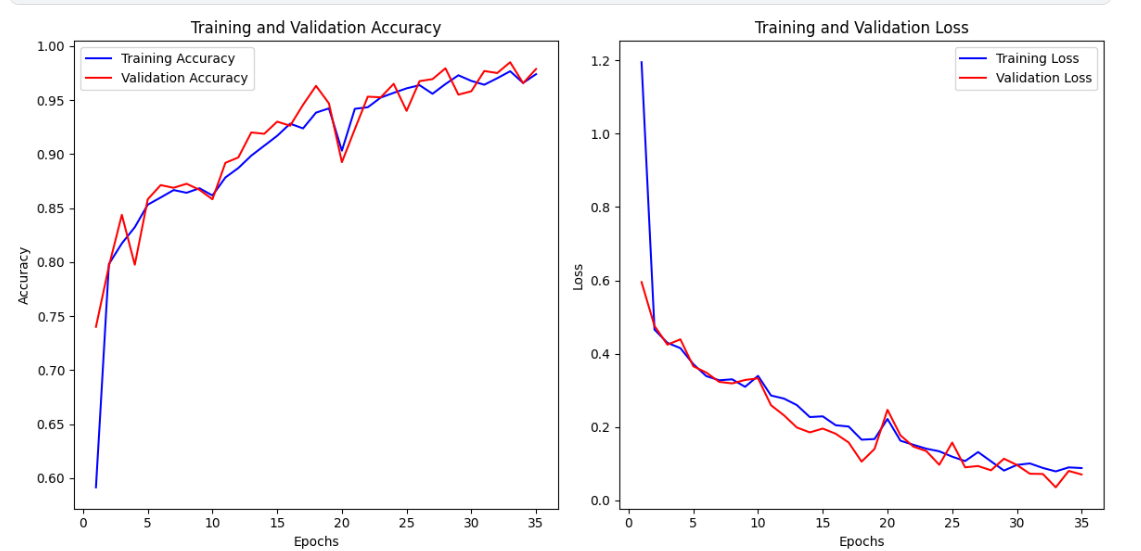 Training and Validation Accuracy
1.00
0.95
0.90
0.85
0.80
0.75
0.70
0.65
0.60
Accuracy
Training Accuracy
Validation Accuracy
0 5 10 15 20 25 30 35
Epochs
Training and Validation Loss
1.2
1.0
0.8
0.6
0.4
0.2
0.0
Loss
Training Loss
Validation Loss
0 5 10 15 20 25 30 35
Epochs